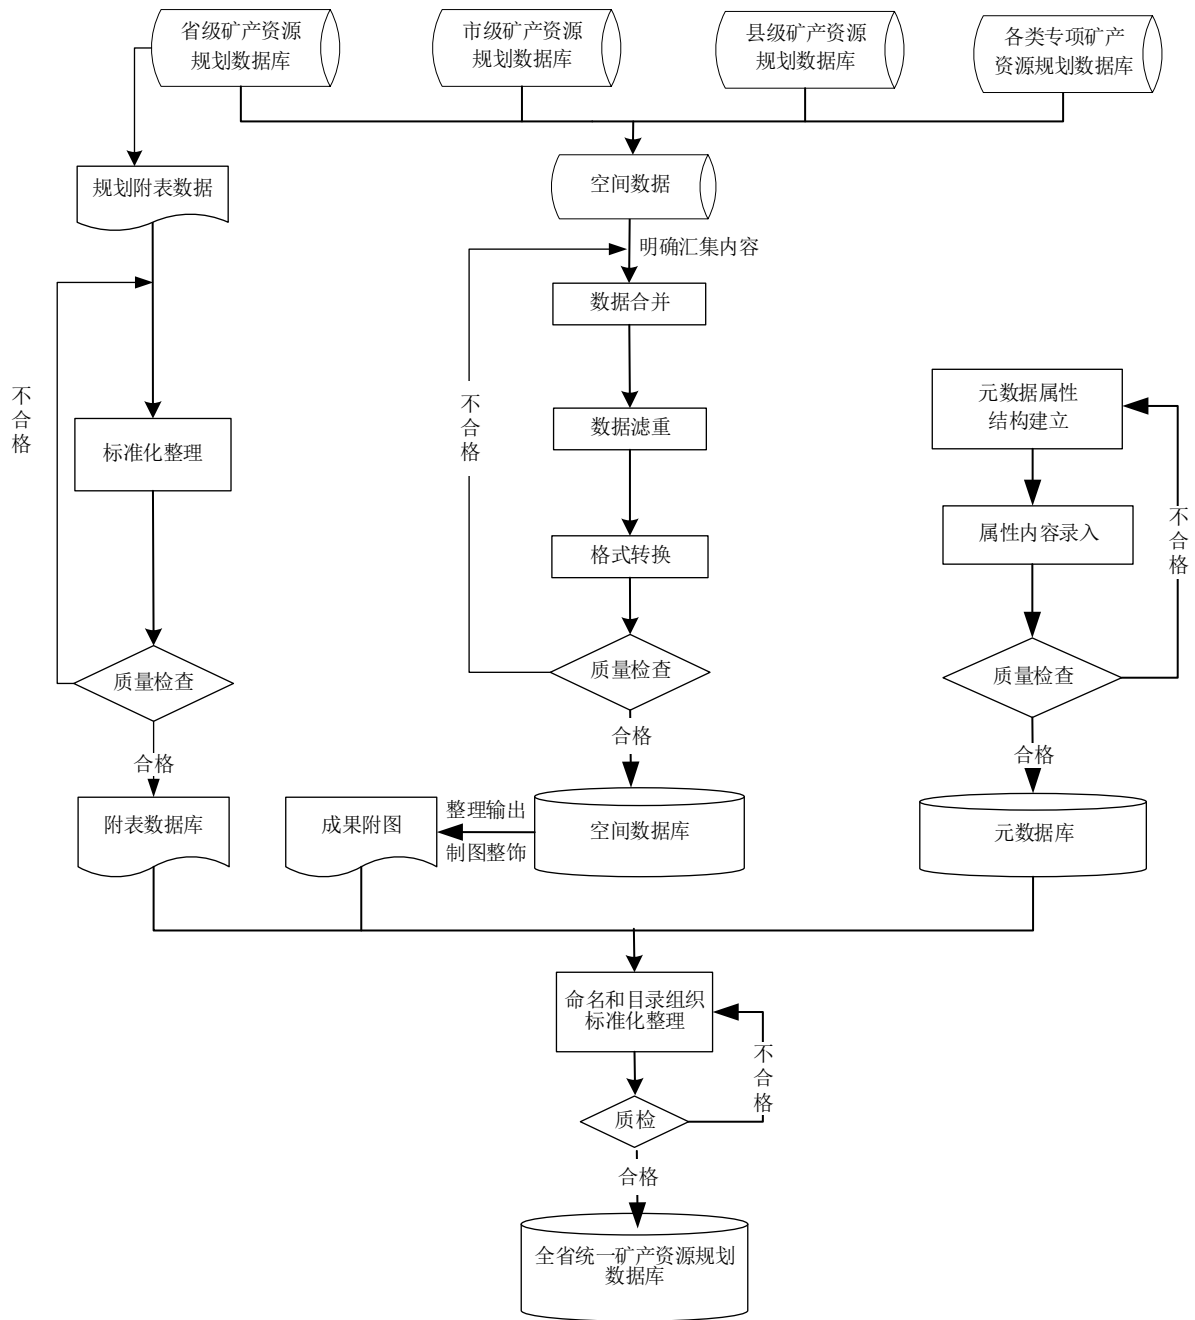 省级矿产资源
规划数据库
市级矿产资源
规划数据库
县级矿产资源
规划数据库
各类专项矿产
资源规划数据库
规划附表数据
空间数据
明确汇集内容
数据合并
不合格
标准化整理
不合格
数据滤重
元数据属性
结构建立
格式转换
属性内容录入
不合格
质量检查
质量检查
质量检查
合格
合格
合格
附表数据库
成果附图
整理输出
制图整饰
空间数据库
元数据库
命名和目录组织
标准化整理
不合格
质检
合格
全省统一矿产资源规划
数据库